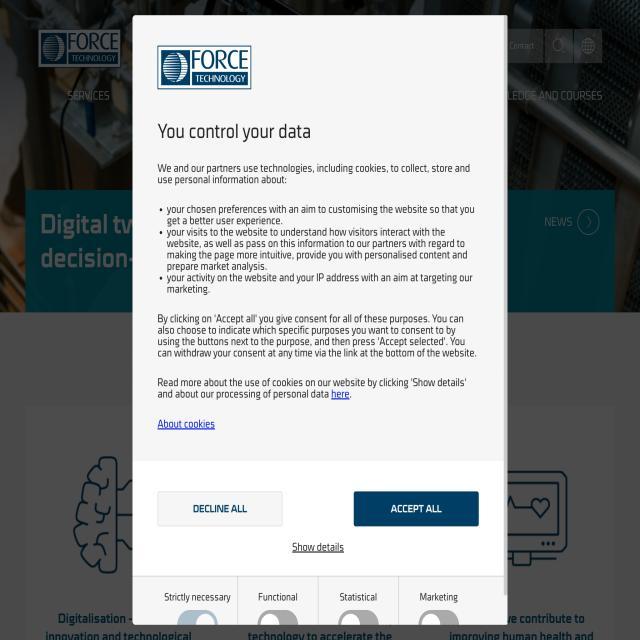 FORCE
TECHNOLOGY
Contact
SERVICES
LEDGE AND COURSES
Digital tw
decision-
NEWS
FORCE
TECHNOLOGY
You control your data
We and our partners use technologies, including cookies, to collect, store and
use personal information about:
• your chosen preferences with an aim to customising the website so that you
get a better user experience.
• your visits to the website to understand how visitors interact with the
website, as well as pass on this information to our partners with regard to
making the page more intuitive, provide you with personalised content and
prepare market analysis.
• your activity on the website and your IP address with an aim at targeting our
marketing.
By clicking on 'Accept all' you give consent for all of these purposes. You can
also choose to indicate which specific purposes you want to consent to by
using the buttons next to the purpose, and then press 'Accept selected'. You
can withdraw your consent at any time via the link at the bottom of the website.
Read more about the use of cookies on our website by clicking 'Show details'
and about our processing of personal data here.
About cookies
DECLINE ALL
ACCEPT ALL
Show details
Strictly necessary
Functional
Statistical
Marketing
Digitalisation -
innovation and technological
technology to accelerate the
ve contribute to
improving human health and